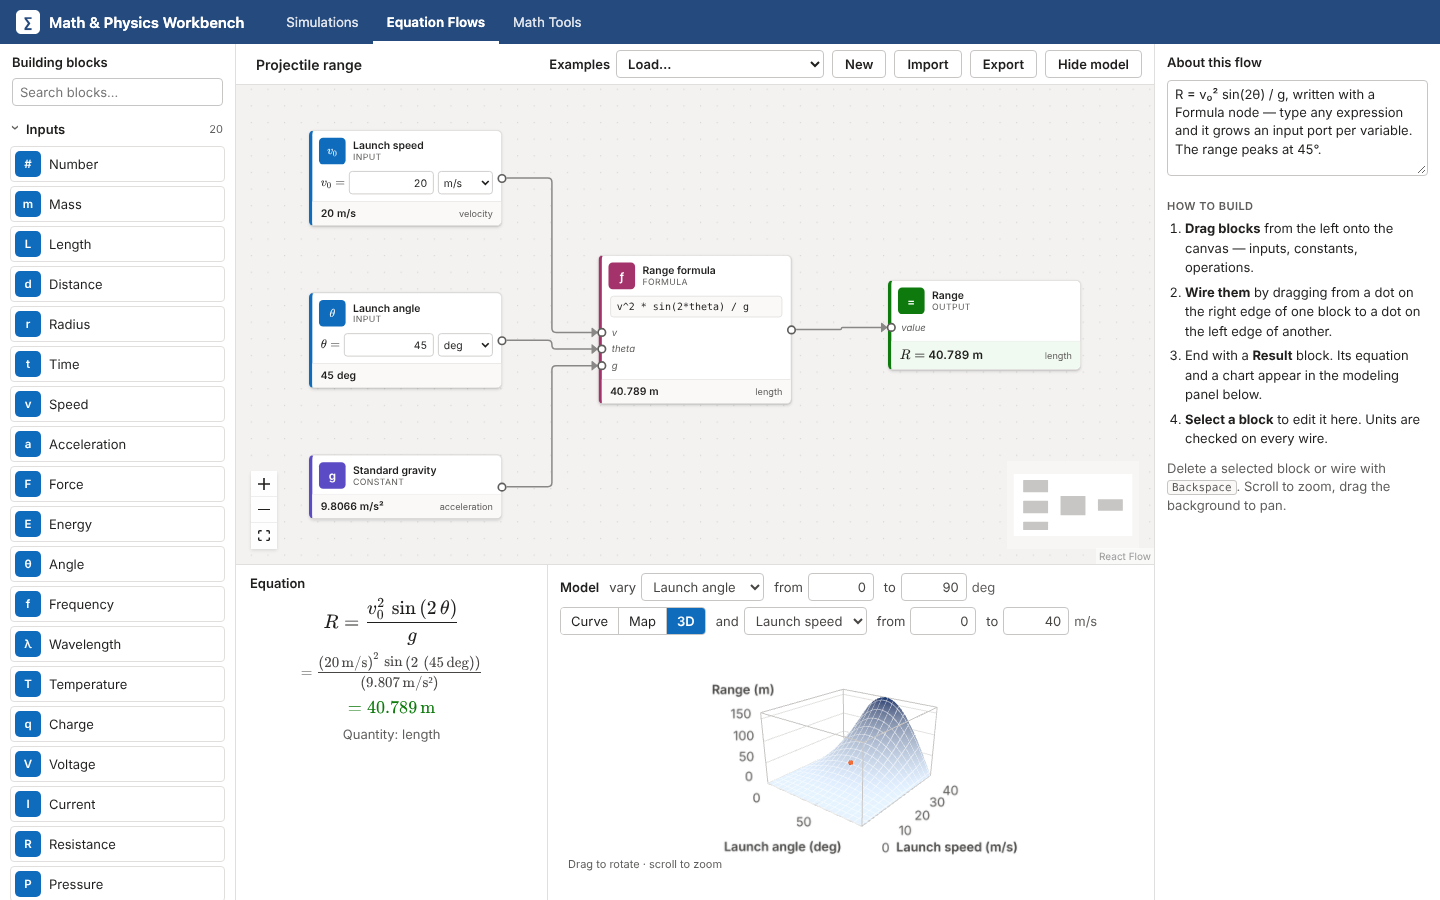 ∑ Math & Physics Workbench
Simulations
Equation Flows
Math Tools
Building blocks
Search blocks...
Inputs 20
# Number
m Mass
L Length
d Distance
r Radius
t Time
v Speed
a Acceleration
F Force
E Energy
θ Angle
f Frequency
λ Wavelength
T Temperature
q Charge
V Voltage
I Current
R Resistance
P Pressure
Projectile range
Examples
Load...
New
Import
Export
Hide model
v₀ Launch speed
INPUT
v₀ = 20 m/s
20 m/s velocity
θ Launch angle
INPUT
θ = 45 deg
45 deg
g Standard gravity
CONSTANT
9.8066 m/s² acceleration
ƒ Range formula
FORMULA
v^2 * sin(2*theta) / g
v
theta
g
40.789 m length
= Range
OUTPUT
value
R = 40.789 m length
React Flow
Equation
R = v₀² sin (2 θ) / g
= (20 m/s)² sin (2 (45 deg)) / (9.807 m/s²)
= 40.789 m
Quantity: length
Model vary Launch angle from 0 to 90 deg
Curve Map 3D and Launch speed from 0 to 40 m/s
Range (m)
150
100
50
0
0
50
Launch angle (deg)
0
10
20
30
40
Launch speed (m/s)
Drag to rotate · scroll to zoom
About this flow
R = v₀² sin(2θ) / g, written with a
Formula node — type any expression
and it grows an input port per variable.
The range peaks at 45°.
HOW TO BUILD
1. Drag blocks from the left onto the
canvas — inputs, constants,
operations.
2. Wire them by dragging from a dot on
the right edge of one block to a dot on
the left edge of another.
3. End with a Result block. Its equation
and a chart appear in the modeling
panel below.
4. Select a block to edit it here. Units are
checked on every wire.
Delete a selected block or wire with
Backspace. Scroll to zoom, drag the
background to pan.